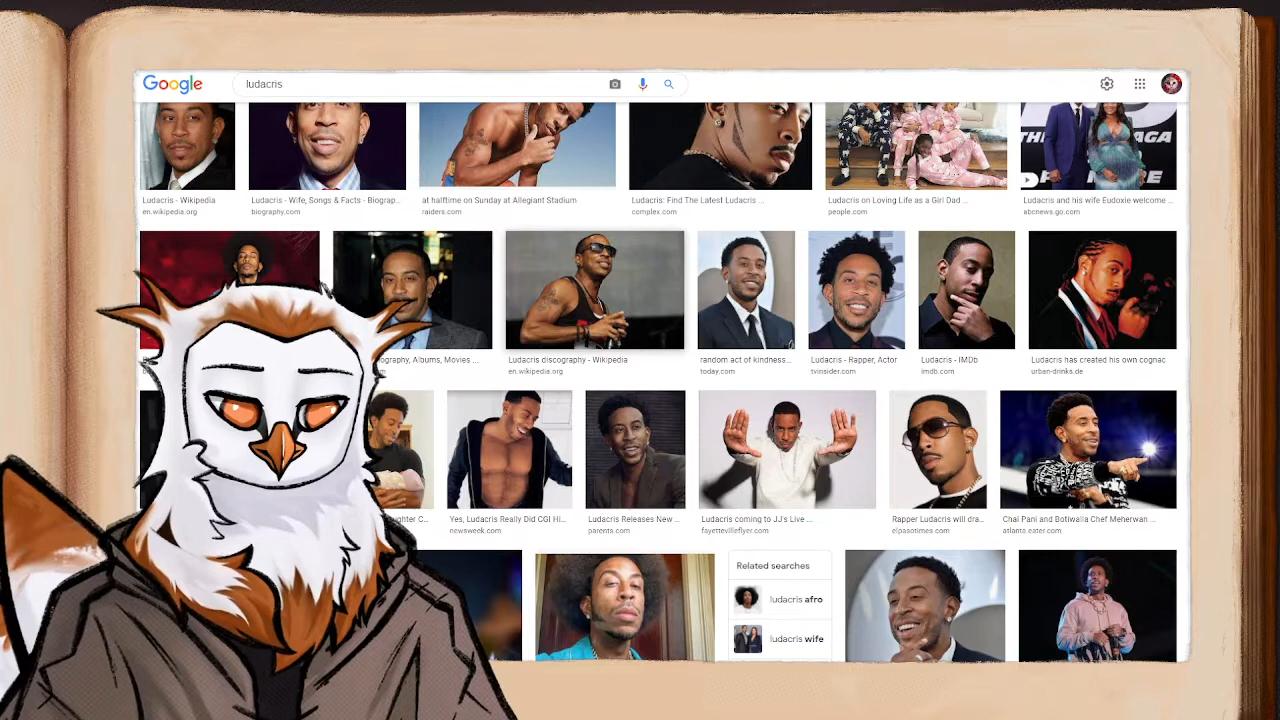 Google
ludacris
THE
AGA
RE
Ludacris - Wikipedia
en.wikipedia.org
Ludacris - Wife, Songs & Facts - Biograp...
biography.com
at halftime on Sunday at Allegiant Stadium
raiders.com
Ludacris: Find The Latest Ludacris ...
complex.com
Ludacris on Loving Life as a Girl Dad ...
people.com
Ludacris and his wife Eudoxie welcome ...
abcnews.go.com
ography, Albums, Movies ...
Ludacris discography - Wikipedia
en.wikipedia.org
random act of kindness...
today.com
Ludacris - Rapper, Actor
tvinsider.com
Ludacris - IMDb
imdb.com
Ludacris has created his own cognac
urban-drinks.de
ughter C...
Yes, Ludacris Really Did CGI Hi...
newsweek.com
Ludacris Releases New ...
parents.com
Ludacris coming to JJ's Live ...
fayettevilleflyer.com
Rapper Ludacris will dra...
elpasotimes.com
Chai Pani and Botiwalla Chef Meherwan ...
atlanta.eater.com
Related searches
ludacris afro
ludacris wife